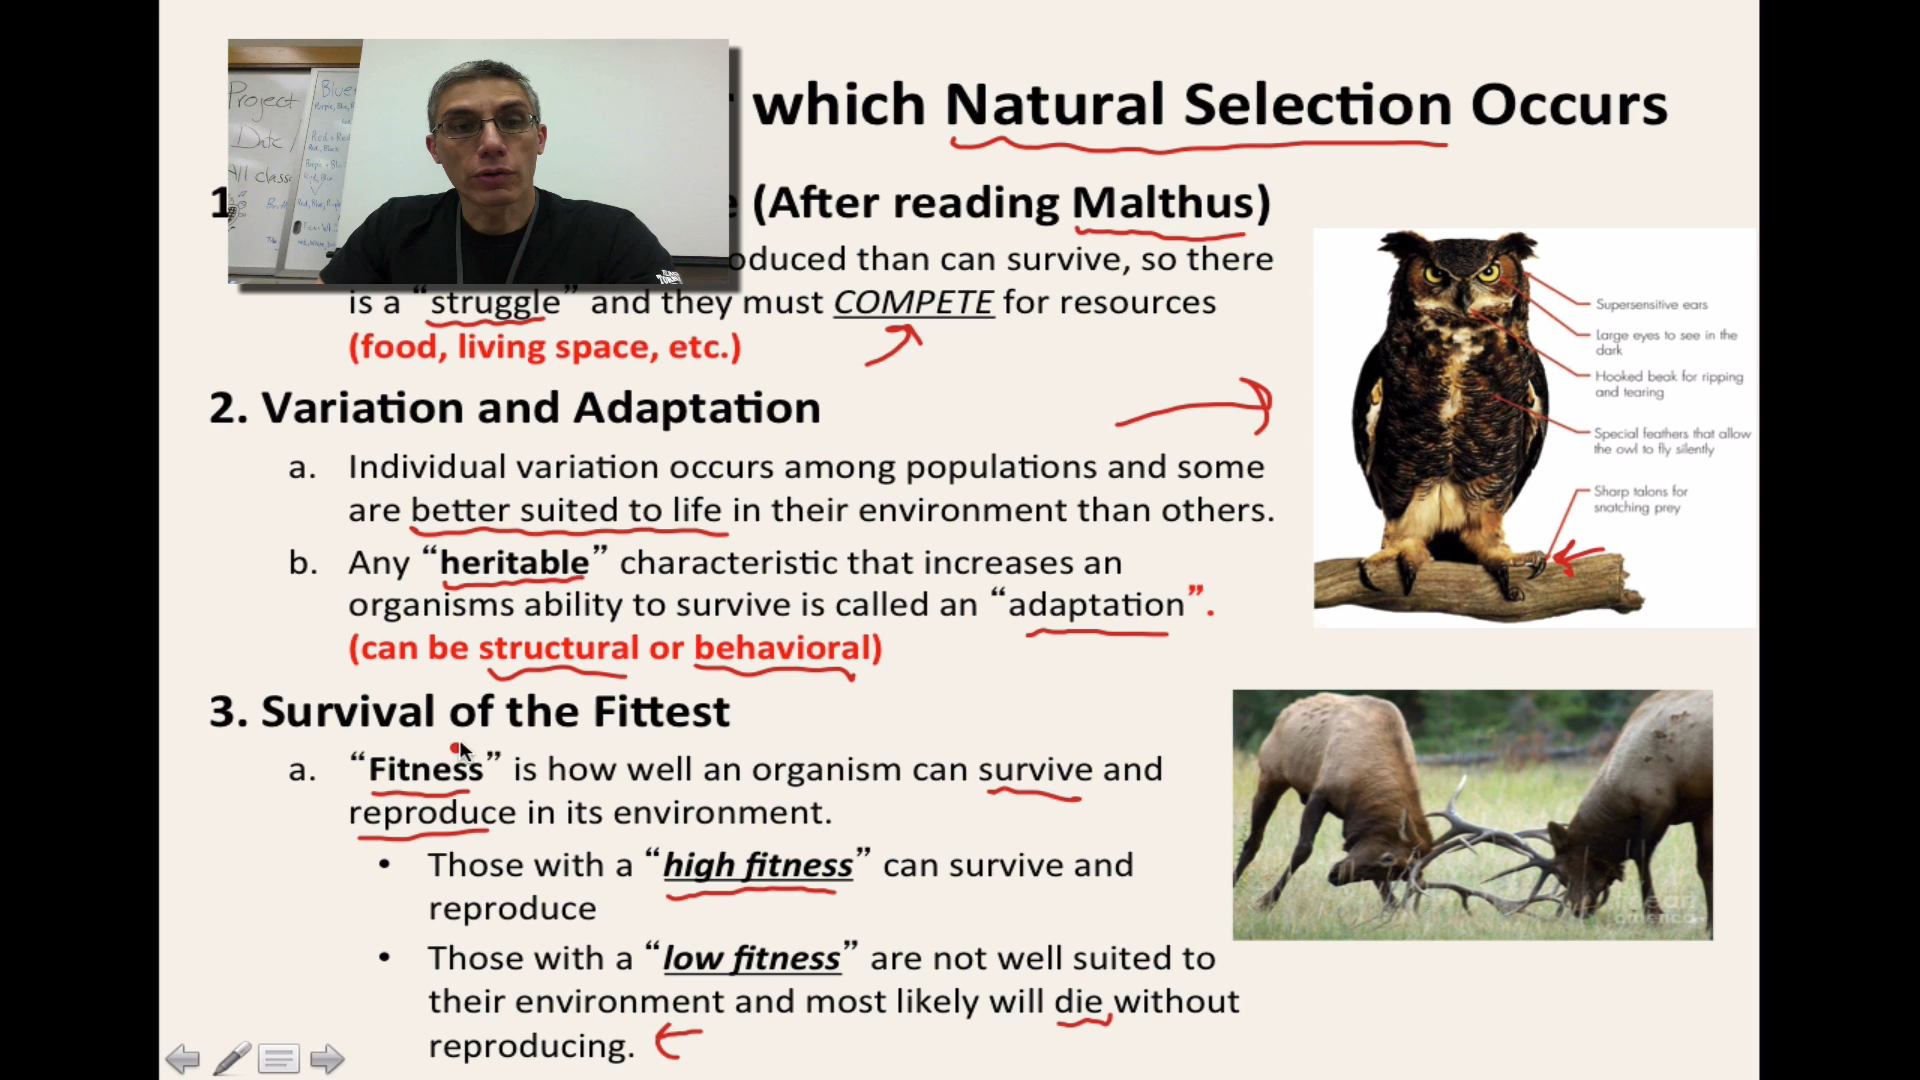 which Natural Selection Occurs
1
(After reading Malthus)
oduced than can survive, so there
is a “struggle” and they must COMPETE for resources
(food, living space, etc.)
2. Variation and Adaptation
a. Individual variation occurs among populations and some
are better suited to life in their environment than others.
b. Any “heritable” characteristic that increases an
organisms ability to survive is called an “adaptation”.
(can be structural or behavioral)
3. Survival of the Fittest
a. “Fitness” is how well an organism can survive and
reproduce in its environment.
• Those with a “high fitness” can survive and
reproduce
• Those with a “low fitness” are not well suited to
their environment and most likely will die without
reproducing.
Project
Date
All class
Blue
Supersensitive ears
Large eyes to see in the
dark
Hooked beak for ripping
and tearing
Special feathers that allow
the owl to fly silently
Sharp talons for
snatching prey